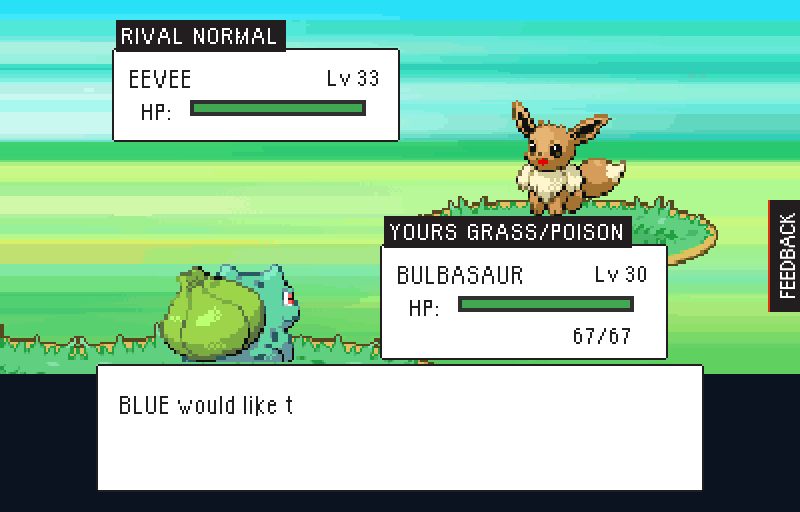 RIVAL NORMAL
EEVEE Lv 33
HP:
YOURS GRASS/POISON
BULBASAUR Lv 30
HP:
67/67
FEEDBACK
BLUE would like t